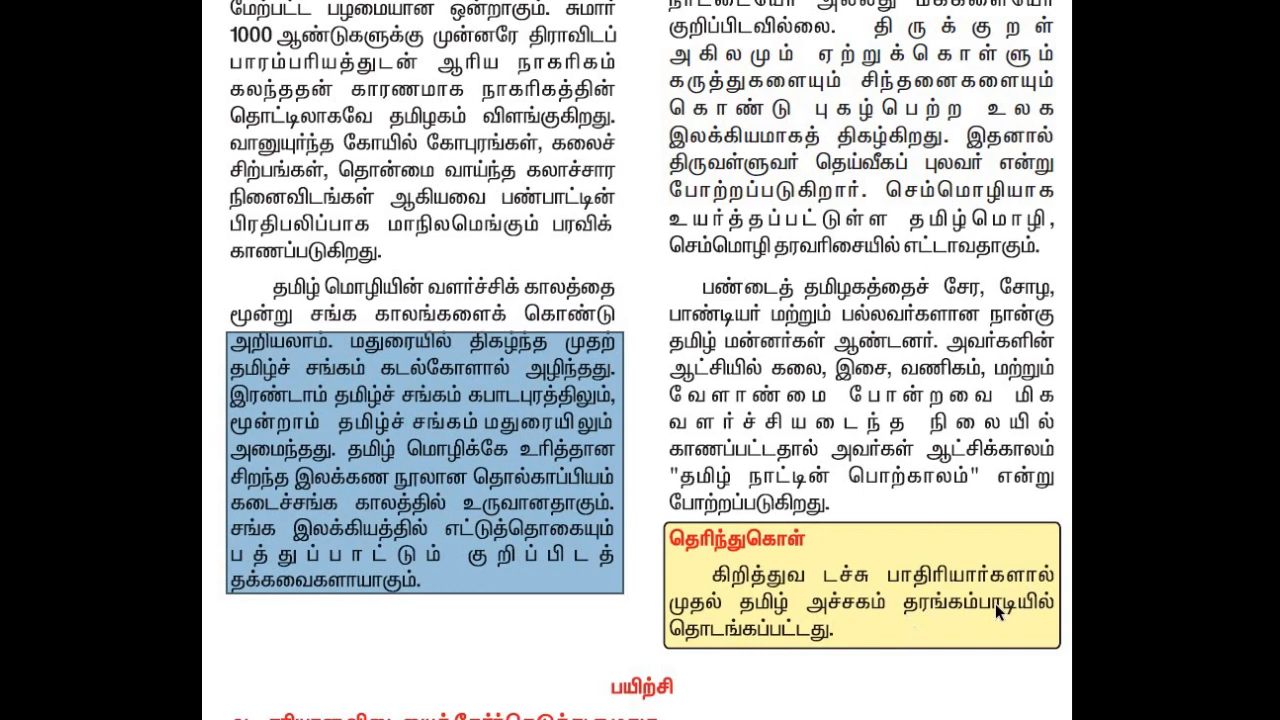 மேற்பட்ட பழமையான ஒன்றாகும். சுமார்
1000 ஆண்டுகளுக்கு முன்னரே திராவிடப்
பாரம்பரியத்துடன் ஆரிய நாகரிகம்
கலந்ததன் காரணமாக நாகரிகத்தின்
தொட்டிலாகவே தமிழகம் விளங்குகிறது.
வானுயுர்ந்த கோயில் கோபுரங்கள், கலைச்
சிற்பங்கள், தொன்மை வாய்ந்த கலாச்சார
நினைவிடங்கள் ஆகியவை பண்பாட்டின்
பிரதிபலிப்பாக மாநிலமெங்கும் பரவிக்
காணப்படுகிறது.
தமிழ் மொழியின் வளர்ச்சிக் காலத்தை
மூன்று சங்க காலங்களைக் கொண்டு
அறியலாம். மதுரையில் திகழ்ந்த முதற்
தமிழ்ச் சங்கம் கடல்கோளால் அழிந்தது.
இரண்டாம் தமிழ்ச் சங்கம் கபாடபுரத்திலும்,
மூன்றாம் தமிழ்ச் சங்கம் மதுரையிலும்
அமைந்தது. தமிழ் மொழிக்கே உரித்தான
சிறந்த இலக்கண நூலான தொல்காப்பியம்
கடைச்சங்க காலத்தில் உருவானதாகும்.
சங்க இலக்கியத்தில் எட்டுத்தொகையும்
பத்துப்பாட்டும் குறிப்பிடத்
தக்கவைகளாயாகும்.
நாட்டையோ அல்லது மக்களையோ
குறிப்பிடவில்லை. திருக்குறள்
அகிலமும் ஏற்றுக்கொள்ளும்
கருத்துகளையும் சிந்தனைகளையும்
கொண்டு புகழ்பெற்ற உலக
இலக்கியமாகத் திகழ்கிறது. இதனால்
திருவள்ளுவர் தெய்வீகப் புலவர் என்று
போற்றப்படுகிறார். செம்மொழியாக
உயர்த்தப்பட்டுள்ள தமிழ்மொழி,
செம்மொழி தரவரிசையில் எட்டாவதாகும்.
பண்டைத் தமிழகத்தைச் சேர, சோழ,
பாண்டியர் மற்றும் பல்லவர்களான நான்கு
தமிழ் மன்னர்கள் ஆண்டனர். அவர்களின்
ஆட்சியில் கலை, இசை, வணிகம், மற்றும்
வேளாண்மை போன்றவை மிக
வளர்ச்சியடைந்த நிலையில்
காணப்பட்டதால் அவர்கள் ஆட்சிக்காலம்
"தமிழ் நாட்டின் பொற்காலம்" என்று
போற்றப்படுகிறது.
தெரிந்துகொள்
கிறித்துவ டச்சு பாதிரியார்களால்
முதல் தமிழ் அச்சகம் தரங்கம்பாடியில்
தொடங்கப்பட்டது.
பயிற்சி